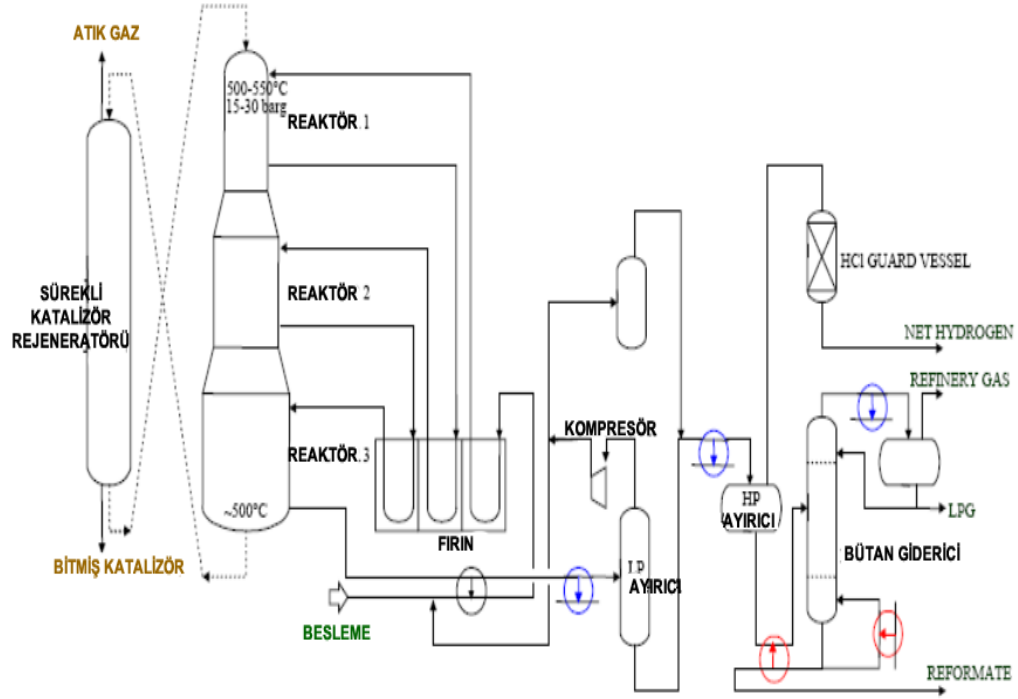 ATIK GAZ
500-550°C
15-30 barg
REAKTÖR.1
HCl GUARD VESSEL
SÜREKLİ
KATALİZÖR
REJENERATÖRÜ
REAKTÖR 2
NET HYDROGEN
REFINERY GAS
KOMPRESÖR
REAKTÖR.3
HP
AYIRICI
~500°C
LPG
FIRIN
BÜTAN GİDERİCİ
BİTMİŞ KATALİZÖR
LP
AYIRICI
BESLEME
REFORMATE